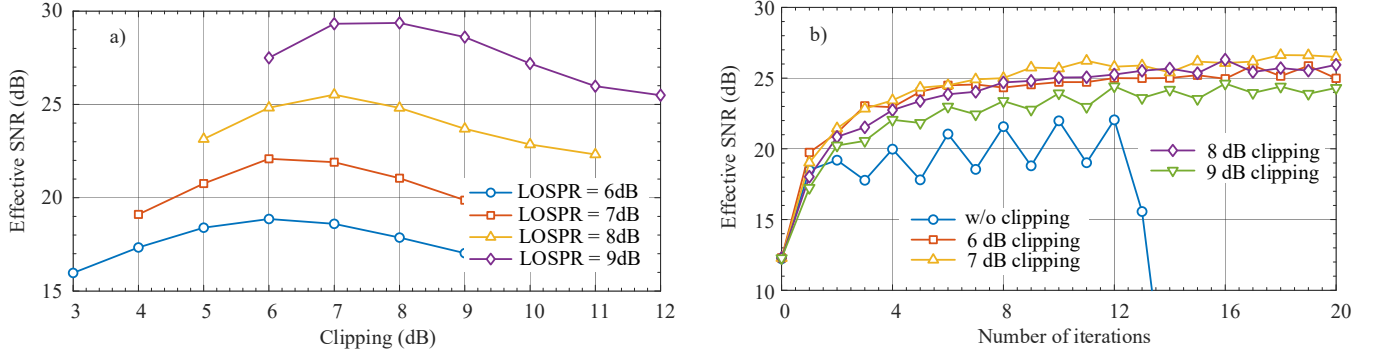 a)
Effective SNR (dB)
30
25
20
15
3 4 5 6 7 8 9 10 11 12
Clipping (dB)
LOSPR = 6dB
LOSPR = 7dB
LOSPR = 8dB
LOSPR = 9dB
b)
Effective SNR (dB)
30
25
20
15
10
0 4 8 12 16 20
Number of iterations
8 dB clipping
9 dB clipping
w/o clipping
6 dB clipping
7 dB clipping